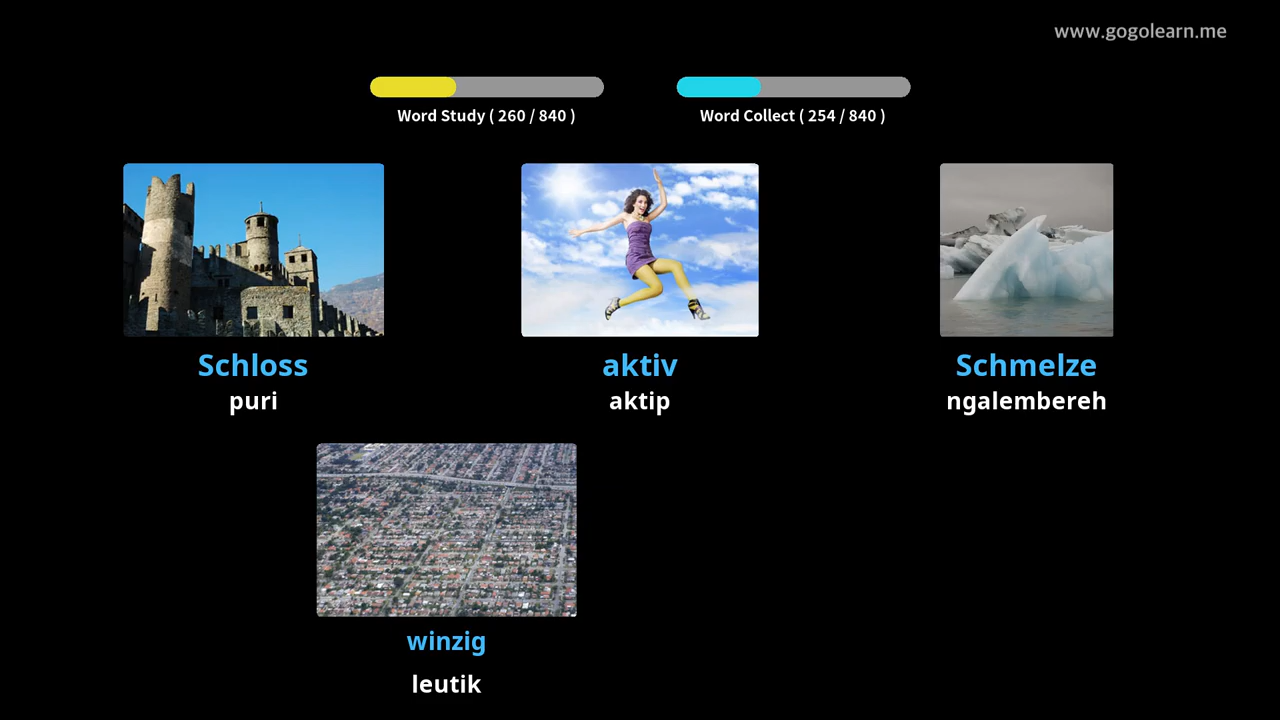 www.gogolearn.me
Word Study ( 260 / 840 )
Word Collect ( 254 / 840 )
Schloss
puri
aktiv
aktip
Schmelze
ngalembereh
winzig
leutik